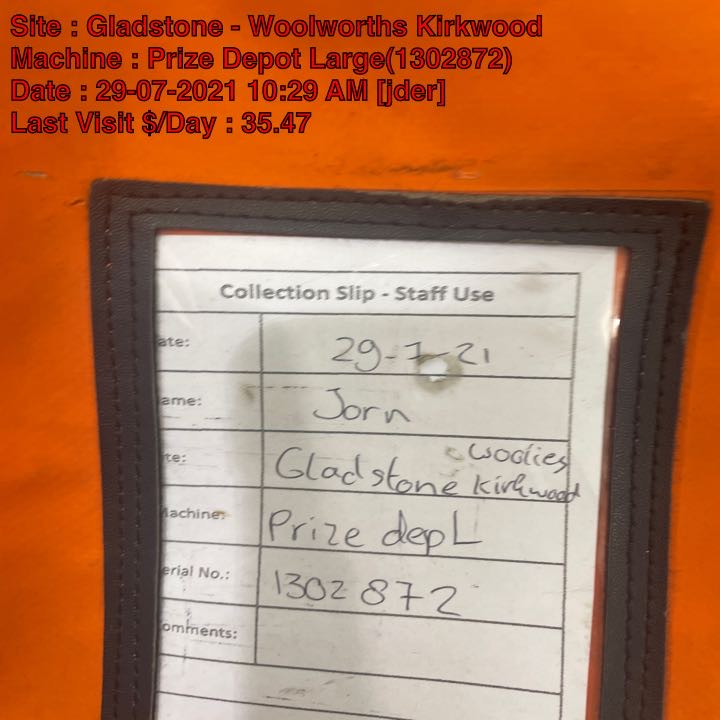 Site : Gladstone - Woolworths Kirkwood
Machine : Prize Depot Large(1302872)
Date : 29-07-2021 10:29 AM [jder]
Last Visit $/Day : 35.47
Collection Slip - Staff Use
ate: 29-7-21
ame: Jorn
te: Gladstone woolies Kirkwood
Machine: Prize depL
erial No.: 1302872
omments: